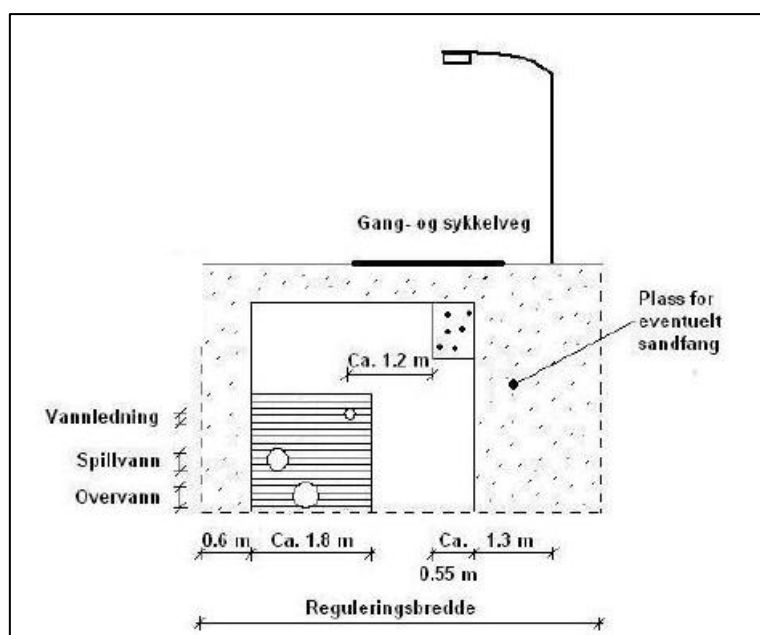 Gang- og sykkelveg
Plass for
eventuelt
sandfang
Ca. 1.2 m
Vannledning
Spillvann
Overvann
0.6 m
Ca. 1.8 m
Ca.
1.3 m
0.55 m
Reguleringsbredde